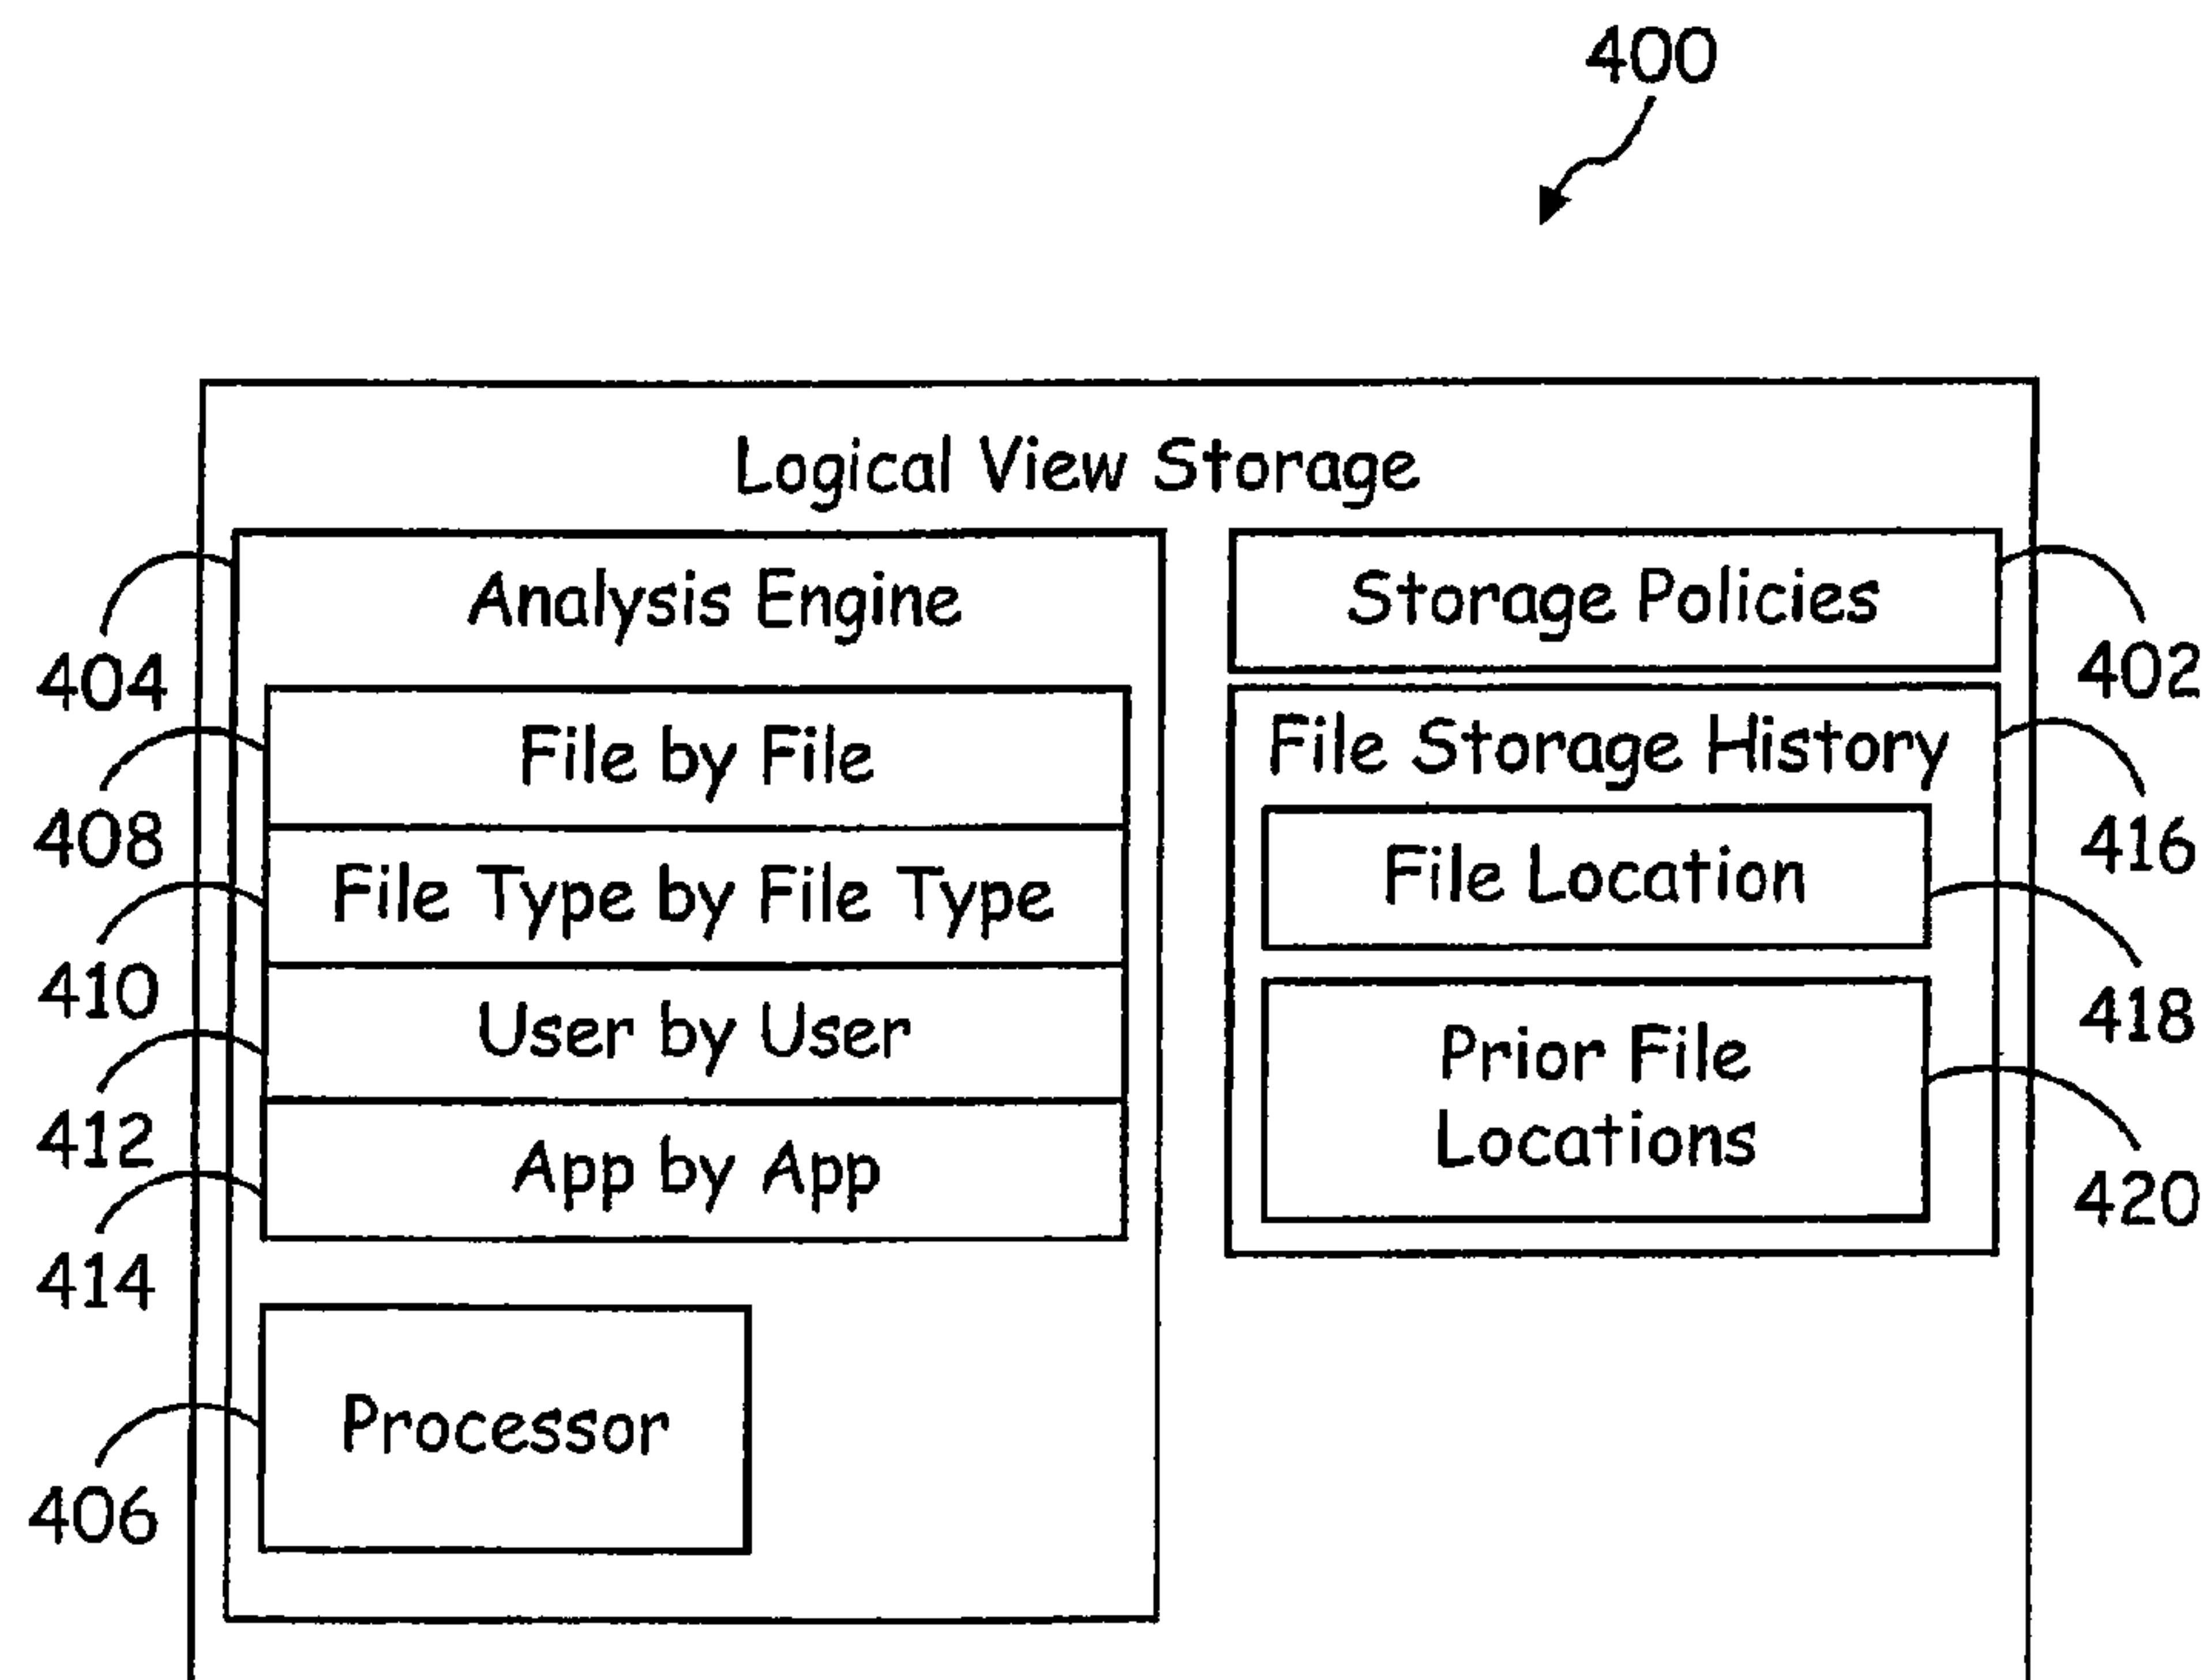 400
Logical View Storage
Analysis Engine
Storage Policies
404
402
File by File
File Storage History
408
416
File Type by File Type
File Location
410
418
User by User
Prior File
Locations
412
420
App by App
414
Processor
406